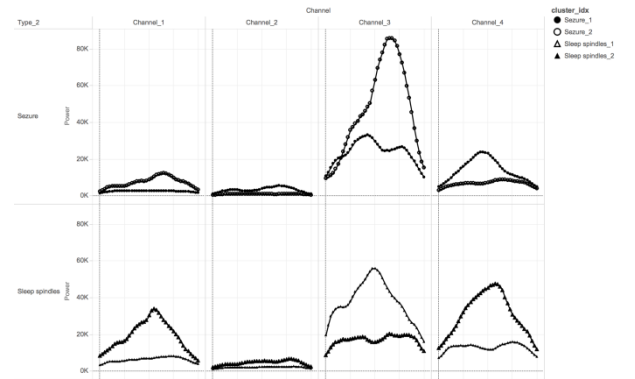 Channel
cluster_idx
Type_2
Channel_1
Channel_2
Channel_3
Channel_4
Sezure_1
Sezure_2
Sleep spindles_1
Sleep spindles_2
Sezure
Power
80K
60K
40K
20K
0K
Sleep spindles
Power
80K
60K
40K
20K
0K